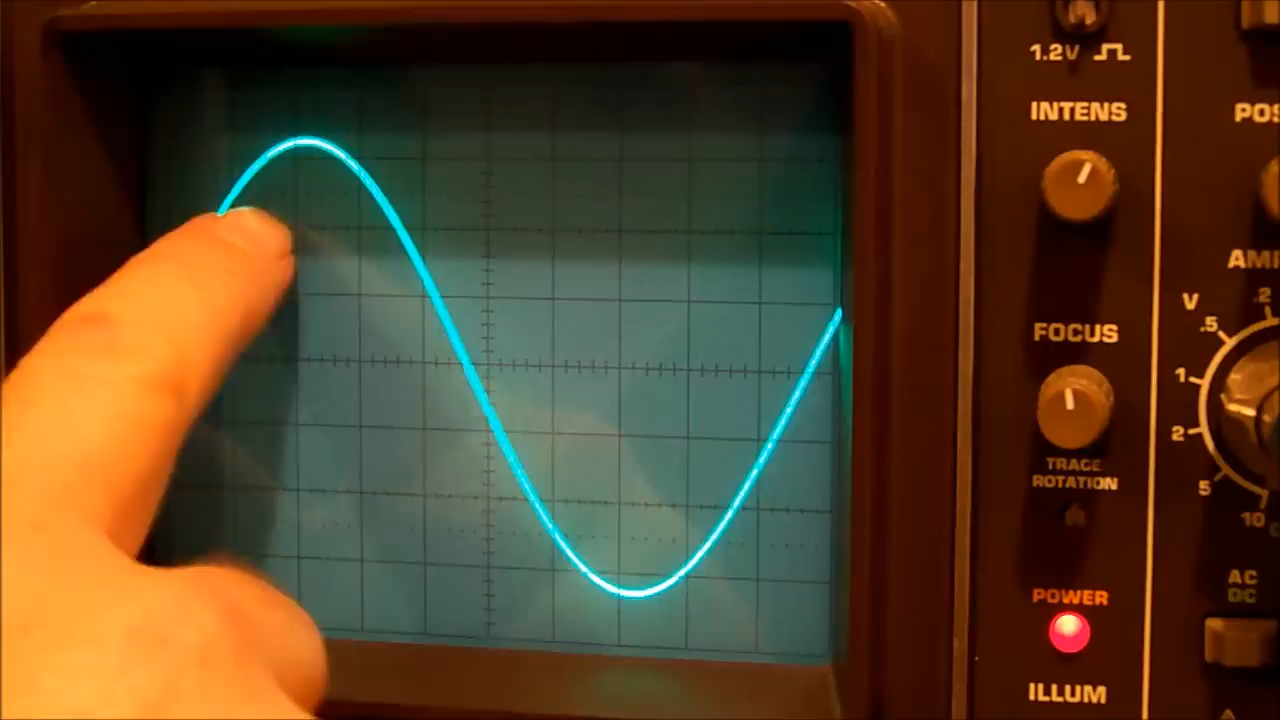 1.2V
INTENS
POS
AMP
V
.2
.5
1
2
5
10
FOCUS
TRACE
ROTATION
AC
DC
POWER
ILLUM